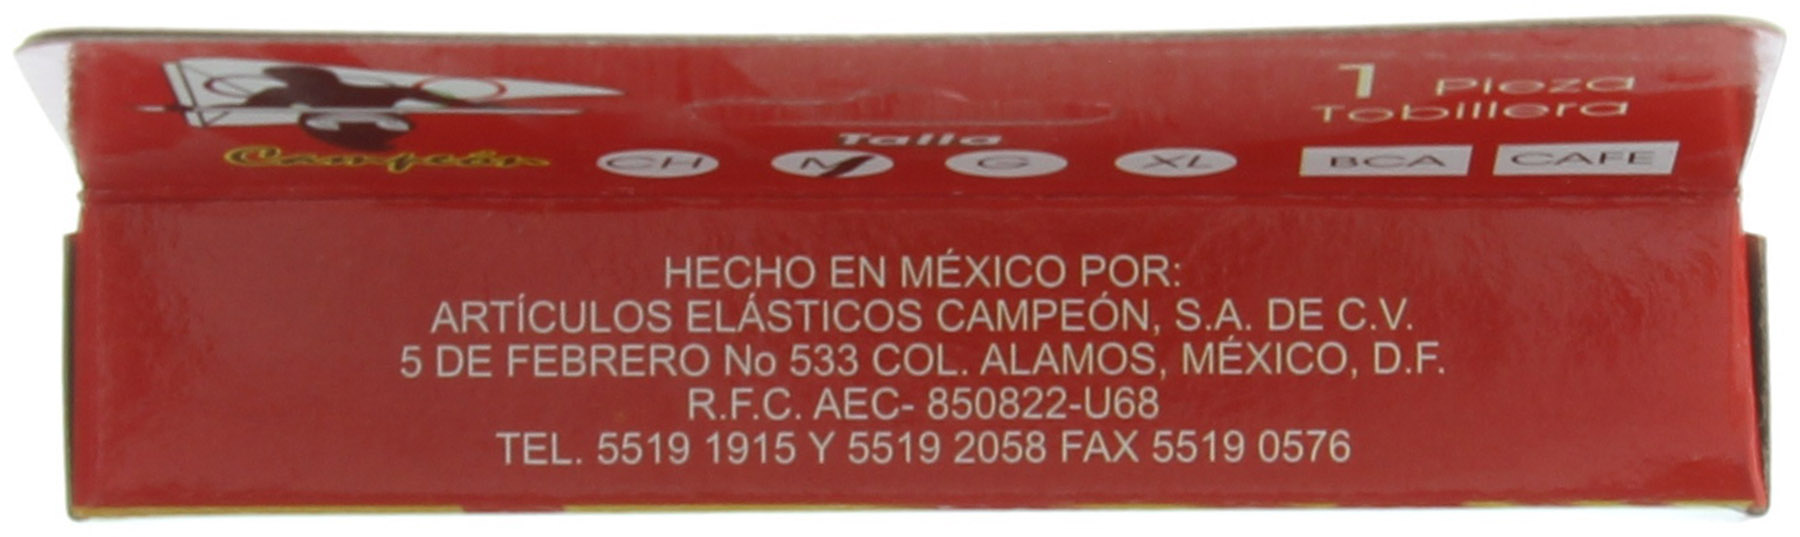 1 Pieza
Tobillera
Talla
Campeón CH M G XL BCA CAFE
HECHO EN MÉXICO POR:
ARTÍCULOS ELÁSTICOS CAMPEÓN, S.A. DE C.V.
5 DE FEBRERO No 533 COL. ALAMOS, MÉXICO, D.F.
R.F.C. AEC- 850822-U68
TEL. 5519 1915 Y 5519 2058 FAX 5519 0576